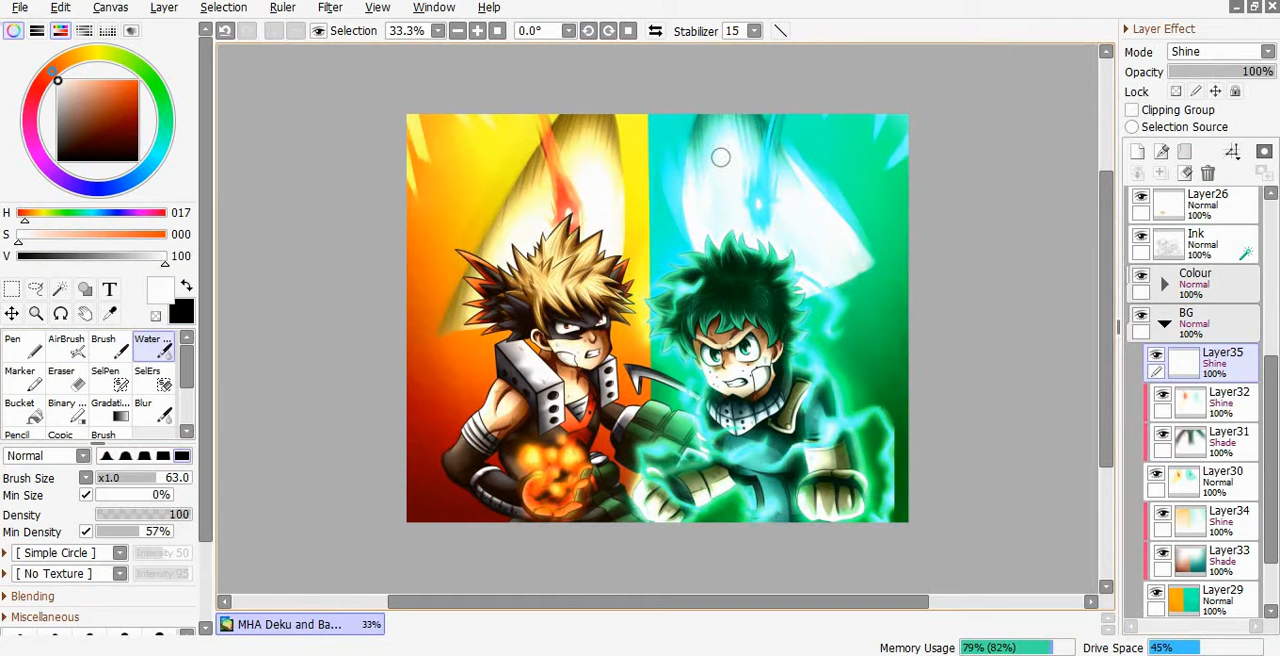 File Edit Canvas Layer Selection Ruler Filter View Window Help
Selection 33.3% 0.0° Stabilizer 15
H 017
S 000
V 100
T
Pen AirBrush Brush Water ...
Marker Eraser SelPen SelErs
Bucket Binary ... Gradati... Blur
Pencil Copic Brush
Normal
Brush Size x1.0 63.0
Min Size 0%
Density 100
Min Density 57%
[ Simple Circle ] Intensity 50
[ No Texture ] Intensity 95
Blending
Miscellaneous
MHA Deku and Ba... 33%
Memory Usage 79% (82%) Drive Space 45%
Layer Effect
Mode Shine
Opacity 100%
Lock
Clipping Group
Selection Source
Layer26
Normal
100%
Ink
Normal
100%
Colour
Normal
100%
BG
Normal
100%
Layer35
Shine
100%
Layer32
Shine
100%
Layer31
Shade
100%
Layer30
Normal
100%
Layer34
Shine
100%
Layer33
Shade
100%
Layer29
Normal
100%